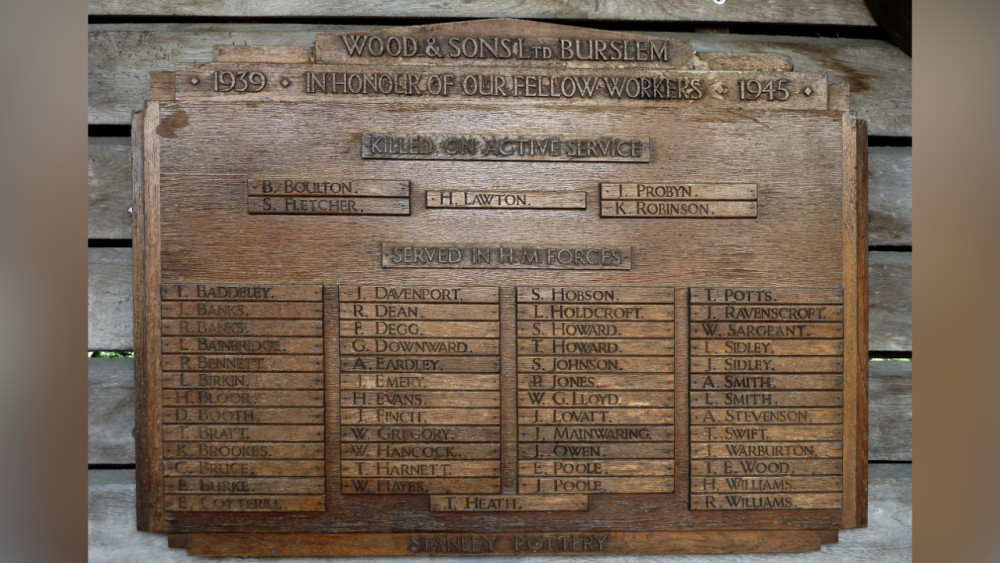 WOOD & SONS LTD BURSLEM
1939 IN HONOUR OF OUR FELLOW WORKERS 1945
KILLED ON ACTIVE SERVICE
B. BOULTON.
S. FLETCHER.
H. LAWTON.
J. PROBYN.
K. ROBINSON.
SERVED IN H.M. FORCES
T. BADDELEY.
J. BANKS.
R. BANKS.
L. BAINBRIDGE.
R. BENNETT.
L. BIRKIN.
H. BLOOR.
D. BOOTH.
T. BRATT.
K. BROOKES.
C. BRUCE.
E. BURKE.
E. COTTERILL.
J. DAVENPORT.
R. DEAN.
F. DEGG.
G. DOWNWARD.
A. EARDLEY.
J. EMERY.
H. EVANS.
J. FINCH.
W. GREGORY.
W. HANCOCK.
T. HARNETT.
W. HAYES.
T. HEATH.
S. HOBSON.
L. HOLDCROFT.
S. HOWARD.
T. HOWARD.
S. JOHNSON.
P. JONES.
W. G. LLOYD.
J. LOVATT.
J. MAINWARING.
J. OWEN.
E. POOLE.
J. POOLE.
T. POTTS.
J. RAVENSCROFT.
W. SARGEANT.
L. SIDLEY.
J. SIDLEY.
A. SMITH.
L. SMITH.
A. STEVENSON.
T. SWIFT.
L. WARBURTON.
T. E. WOOD.
H. WILLIAMS.
R. WILLIAMS.
STANLEY POTTERY